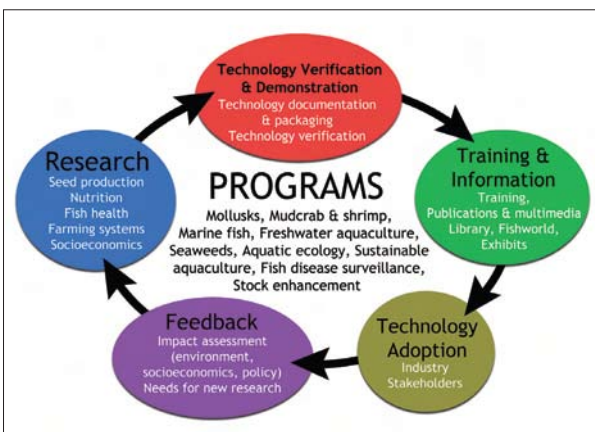 Technology Verification
& Demonstration
Technology documentation
& packaging
Technology verification
Research
Seed production
Nutrition
Fish health
Farming systems
Socioeconomics
PROGRAMS
Mollusks, Mudcrab & shrimp,
Marine fish, Freshwater aquaculture,
Seaweeds, Aquatic ecology, Sustainable
aquaculture, Fish disease surveillance,
Stock enhancement
Training &
Information
Training,
Publications & multimedia
Library, Fishworld,
Exhibits
Feedback
Impact assessment
(environment,
socioeconomics, policy)
Needs for new research
Technology
Adoption
Industry
Stakeholders